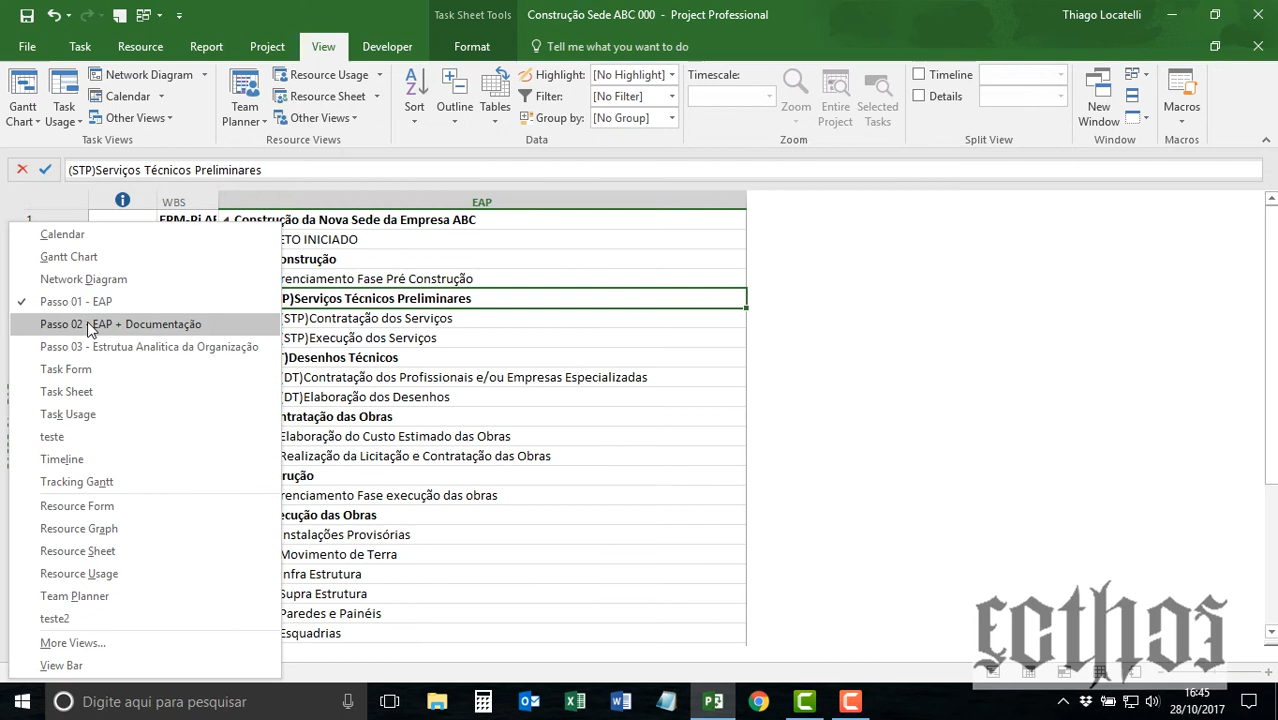 Task Sheet Tools
Construção Sede ABC 000 - Project Professional
Thiago Locatelli
File Task Resource Report Project View Developer Format Tell me what you want to do
Gantt Chart
Task Usage
Network Diagram
Calendar
Other Views
Task Views
Team Planner
Resource Usage
Resource Sheet
Other Views
Resource Views
Sort
Outline
Tables
Highlight: [No Highlight]
Filter: [No Filter]
Group by: [No Group]
Data
Timescale:
Zoom
Entire Project
Selected Tasks
Zoom
Timeline
Details
Split View
New Window
Window
Macros
Macros
(STP)Serviços Técnicos Preliminares
WBS EAP
1
Construção da Nova Sede da Empresa ABC
ETO INICIADO
onstrução
renciamento Fase Pré Construção
P)Serviços Técnicos Preliminares
(STP)Contratação dos Serviços
(STP)Execução dos Serviços
)Desenhos Técnicos
(DT)Contratação dos Profissionais e/ou Empresas Especializadas
(DT)Elaboração dos Desenhos
ntratação das Obras
Elaboração do Custo Estimado das Obras
Realização da Licitação e Contratação das Obras
rução
renciamento Fase execução das obras
ecução das Obras
Instalações Provisórias
Movimento de Terra
Infra Estrutura
Supra Estrutura
Paredes e Painéis
Esquadrias
Calendar
Gantt Chart
Network Diagram
Passo 01 - EAP
Passo 02 - EAP + Documentação
Passo 03 - Estrutua Analitica da Organização
Task Form
Task Sheet
Task Usage
teste
Timeline
Tracking Gantt
Resource Form
Resource Graph
Resource Sheet
Resource Usage
Team Planner
teste2
More Views...
View Bar
Digite aqui para pesquisar
16:45
28/10/2017